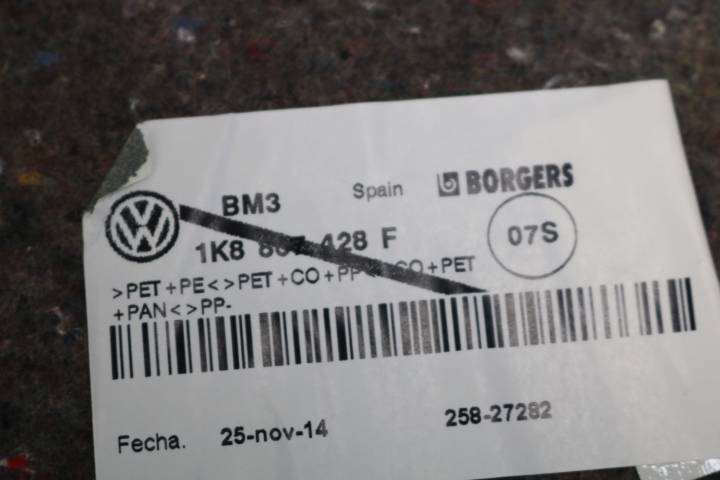 BM3 Spain BORGERS
1K8 428 F 07S
>PET+PE<>PET+CO+PP +PET
+PAN<>PP-
Fecha. 25-nov-14 258-27282